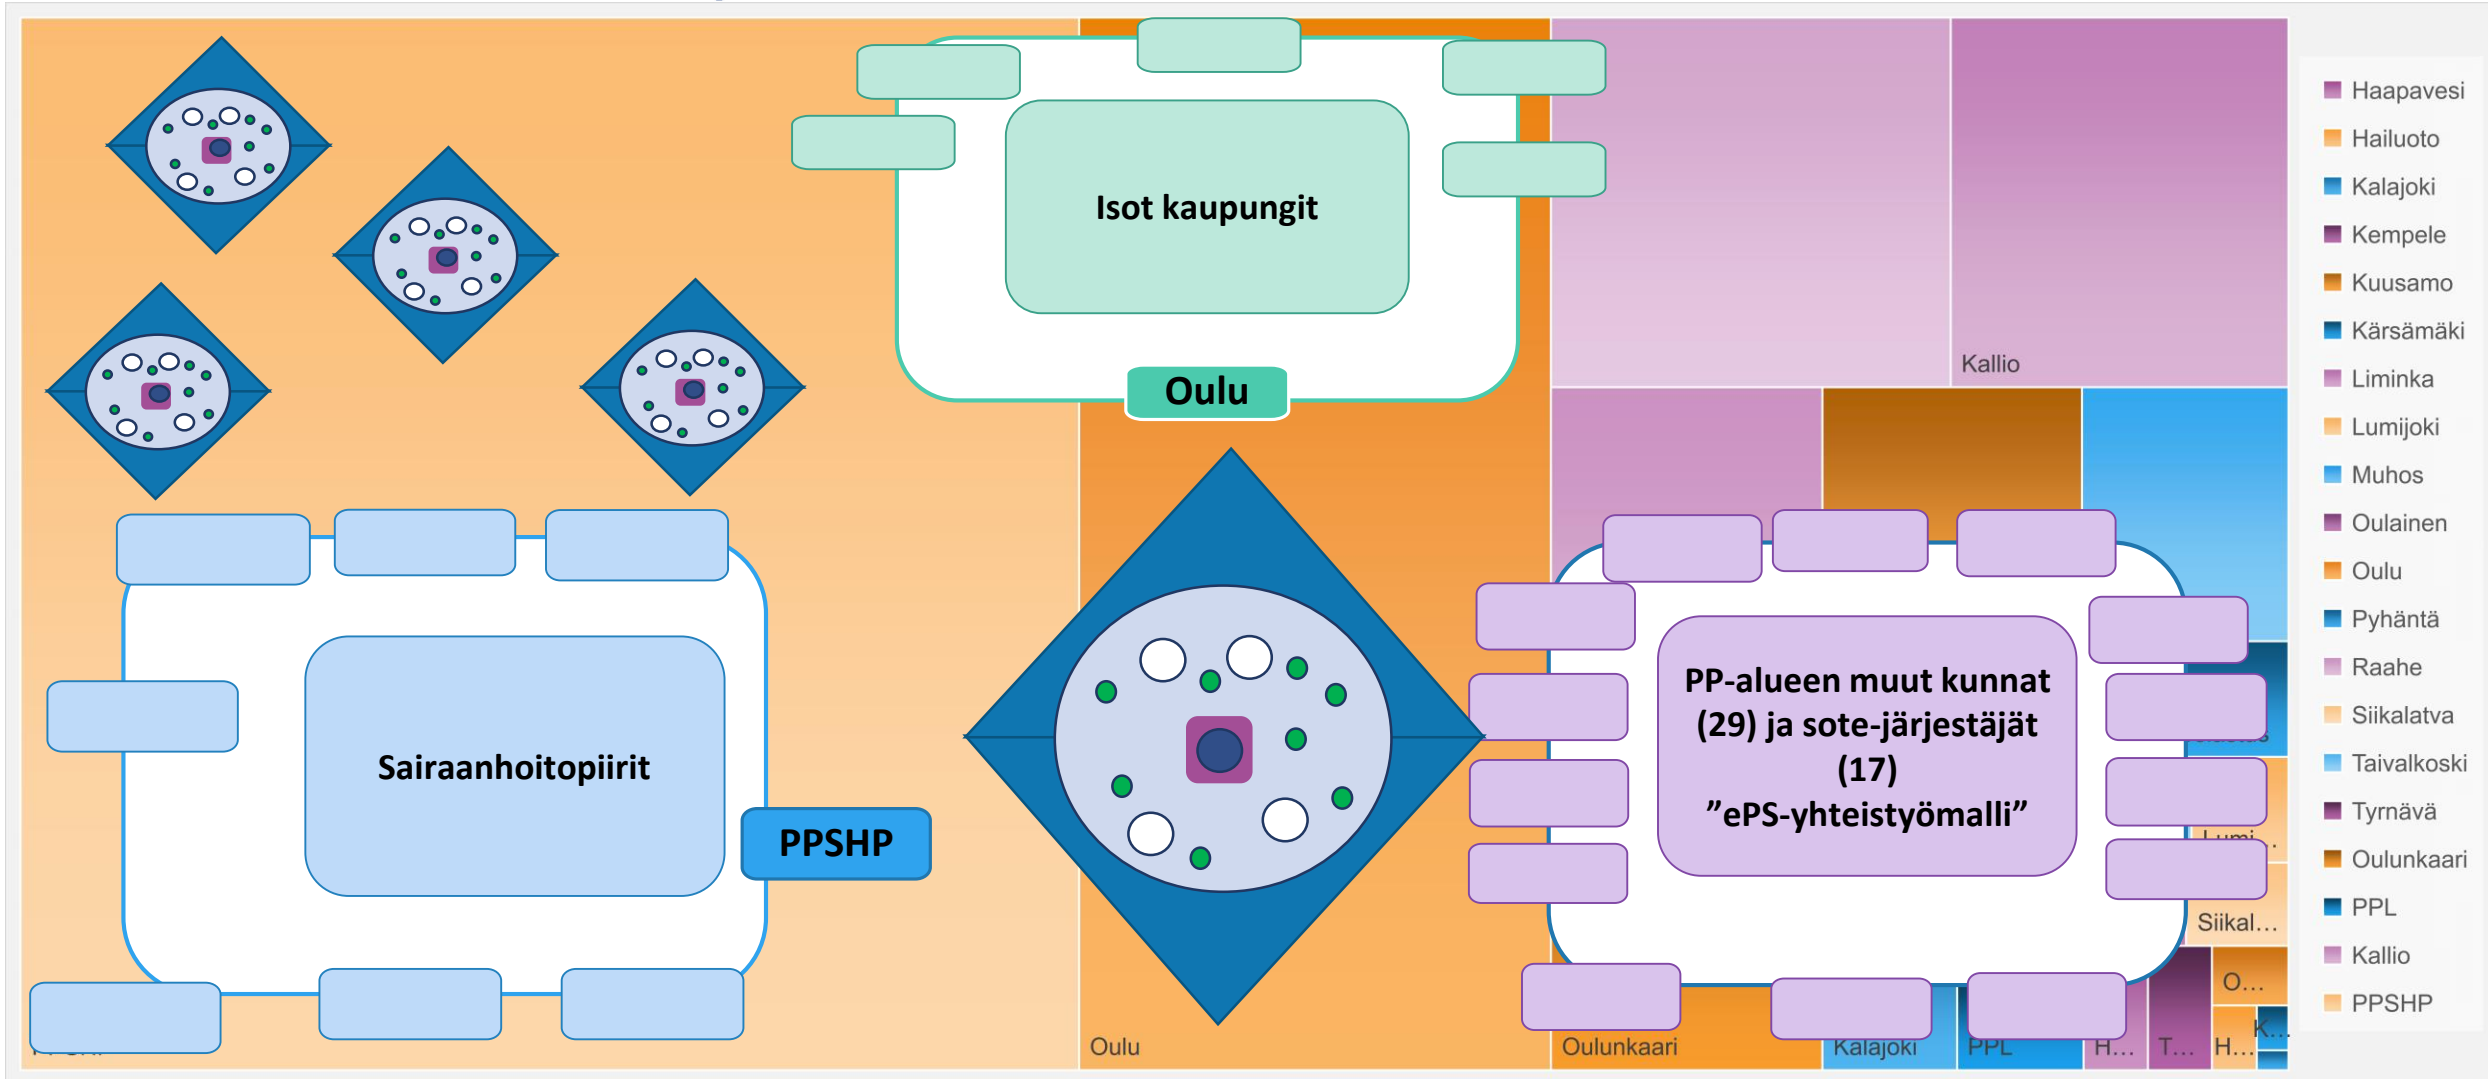 Isot kaupungit
Oulu
Sairaanhoitopiirit
PPSHP
PP-alueen muut kunnat
(29) ja sote-järjestäjät
(17)
”ePS-yhteistyömalli”
Kallio
Lumi...
Siikal...
Oulu
Oulunkaari
Kalajoki
PPL
H...
T...
H...
O...
K...
Haapavesi
Hailuoto
Kalajoki
Kempele
Kuusamo
Kärsämäki
Liminka
Lumijoki
Muhos
Oulainen
Oulu
Pyhäntä
Raahe
Siikalatva
Taivalkoski
Tyrnävä
Oulunkaari
PPL
Kallio
PPSHP